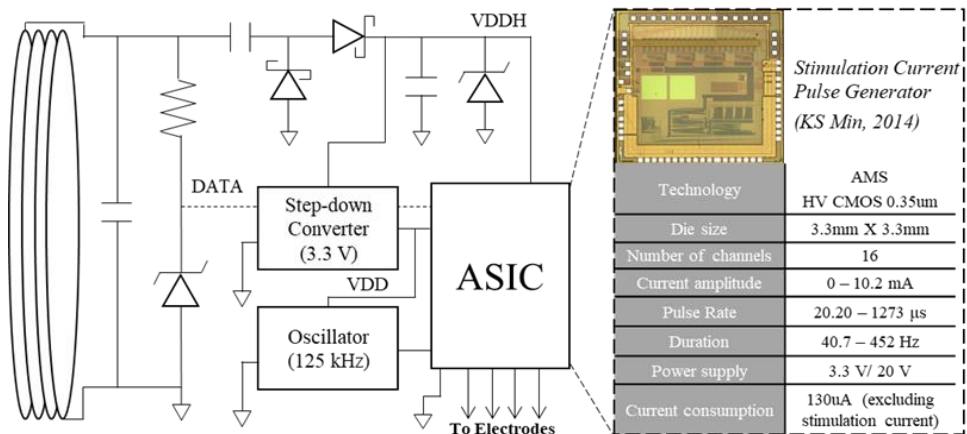 VDDH
DATA
Step-down
Converter
(3.3 V)
VDD
Oscillator
(125 kHz)
ASIC
To Electrodes
Stimulation Current
Pulse Generator
(KS Min, 2014)
Technology
AMS
HV CMOS 0.35um
Die size
3.3mm X 3.3mm
Number of channels
16
Current amplitude
0 – 10.2 mA
Pulse Rate
20.20 – 1273 μs
Duration
40.7 – 452 Hz
Power supply
3.3 V/ 20 V
Current consumption
130uA (excluding
stimulation current)